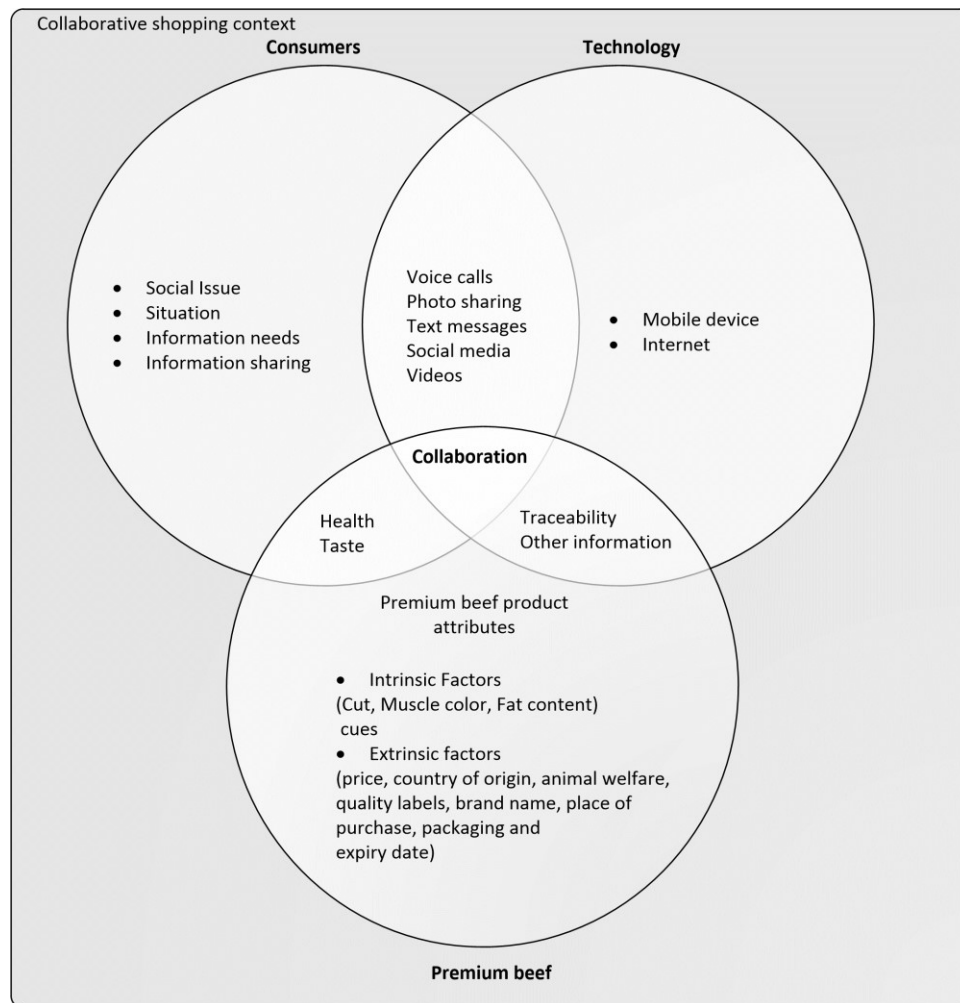 Collaborative shopping context
Consumers
Technology
• Social Issue
• Situation
• Information needs
• Information sharing
Voice calls
Photo sharing
Text messages
Social media
Videos
• Mobile device
• Internet
Collaboration
Health
Taste
Traceability
Other information
Premium beef product
attributes
• Intrinsic Factors
(Cut, Muscle color, Fat content)
cues
• Extrinsic factors
(price, country of origin, animal welfare,
quality labels, brand name, place of
purchase, packaging and
expiry date)
Premium beef